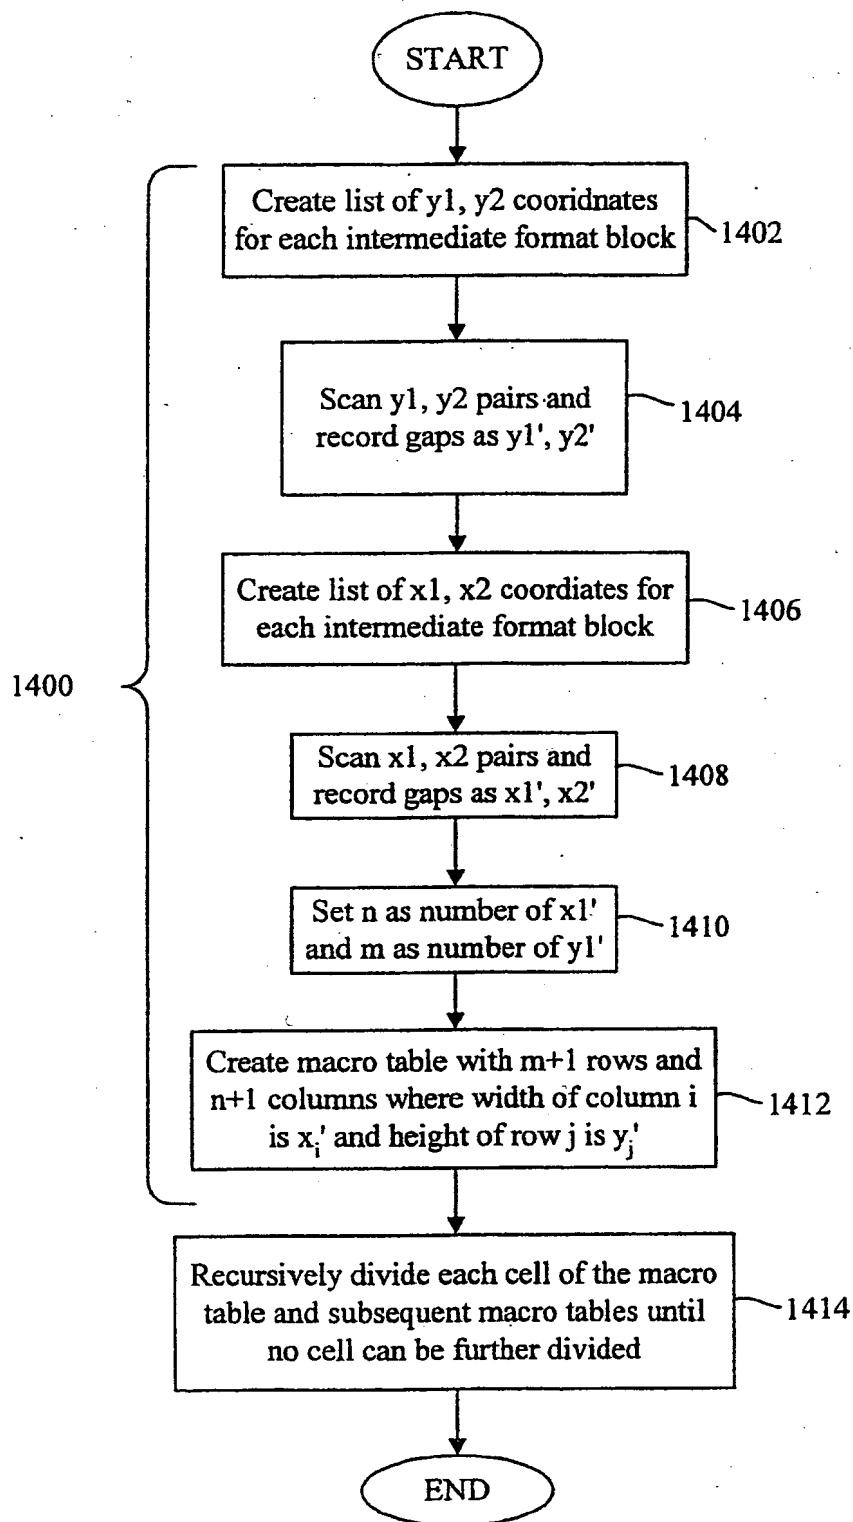 START
Create list of y1, y2 cooridnates
for each intermediate format block
1402
Scan y1, y2 pairs and
record gaps as y1', y2'
1404
Create list of x1, x2 coordiates for
each intermediate format block
1406
1400
Scan x1, x2 pairs and
record gaps as x1', x2'
1408
Set n as number of x1'
and m as number of y1'
1410
Create macro table with m+1 rows and
n+1 columns where width of column i
is xi' and height of row j is yj'
1412
Recursively divide each cell of the macro
table and subsequent macro tables until
no cell can be further divided
1414
END